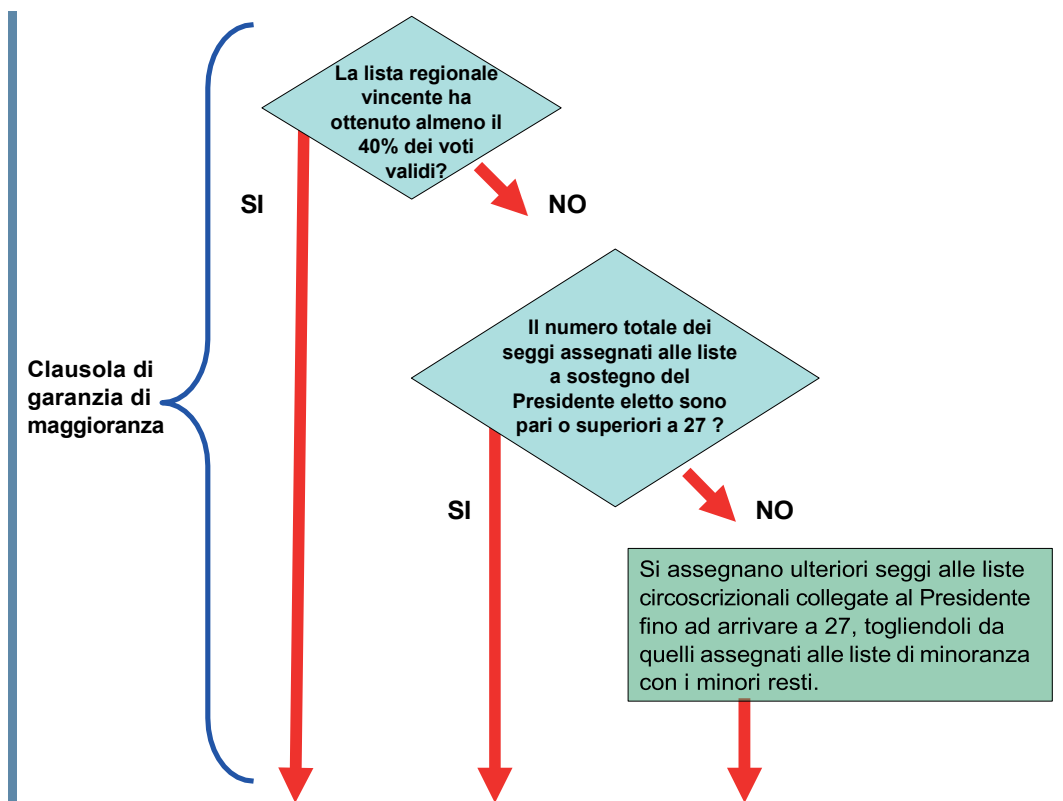 La lista regionale
vincente ha
ottenuto almeno il
40% dei voti
validi?
SI
NO
Il numero totale dei
seggi assegnati alle liste
a sostegno del
Presidente eletto sono
pari o superiori a 27 ?
Clausola di
garanzia di
maggioranza
SI
NO
Si assegnano ulteriori seggi alle liste
circoscrizionali collegate al Presidente
fino ad arrivare a 27, togliendoli da
quelli assegnati alle liste di minoranza
con i minori resti.